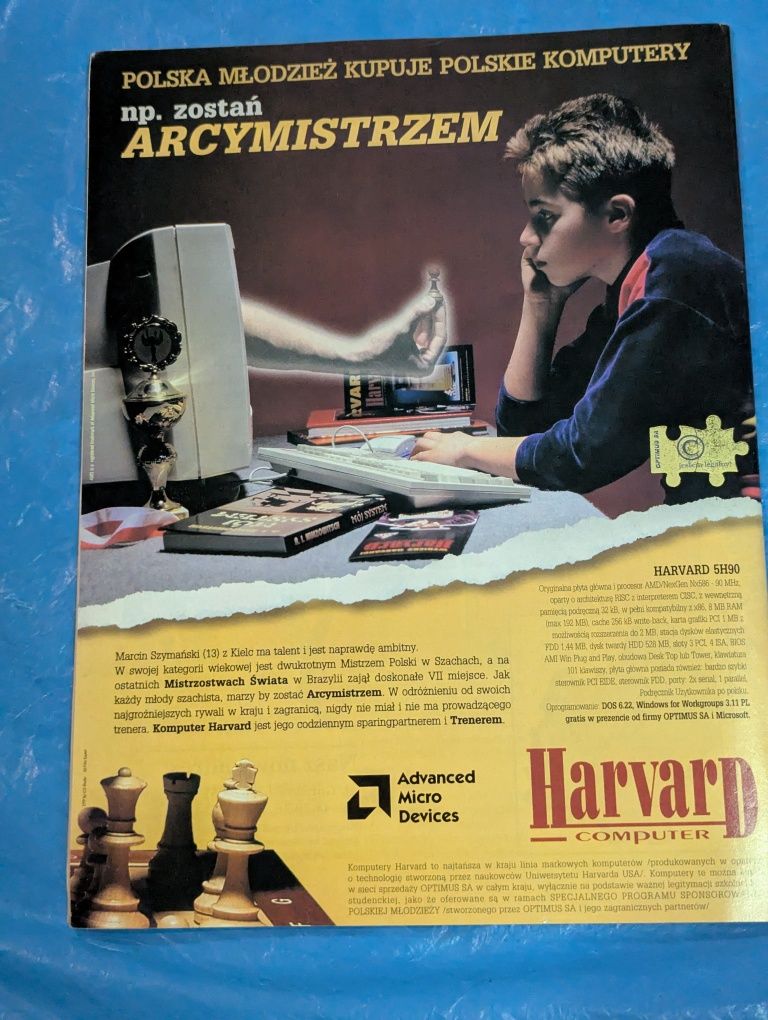 POLSKA MŁODZIEŻ KUPUJE POLSKIE KOMPUTERY
np. zostań
ARCYMISTRZEM
OPTIMUS SA
C
jestem legalny!
A. I. NIMZOWITSCH
MÓJ SYSTEM
HARVARD 5H90
Oryginalna płyta główna i procesor AMD/NexGen Nx586 - 90 MHz,
oparty o architekturę RISC z interpreterem CISC, z wewnętrzną
pamięcią podręczną 32 kB, w pełni kompatybilny z x86, 8 MB RAM
(max 192 MB), cache 256 kB write-back, karta grafiki PCI 1 MB z
możliwością rozszerzenia do 2 MB, stacja dysków elastycznych
FDD 1,44 MB, dysk twardy HDD 528 MB, sloty 3 PCI, 4 ISA, BIOS
AMI Win Plug and Play, obudowa Desk Top lub Tower, klawiatura
101 klawiszy, płyta główna posiada również: bardzo szybki
sterownik PCI EIDE, sterownik FDD, porty: 2x serial, 1 parallel,
Podręcznik Użytkownika po polsku.
Oprogramowanie: DOS 6.22, Windows for Workgroups 3.11 PL
gratis w prezencie od firmy OPTIMUS SA i Microsoft.
Marcin Szymański (13) z Kielc ma talent i jest naprawdę ambitny.
W swojej kategorii wiekowej jest dwukrotnym Mistrzem Polski w Szachach, a na
ostatnich Mistrzostwach Świata w Brazylii zajął doskonałe VII miejsce. Jak
każdy młody szachista, marzy by zostać Arcymistrzem. W odróżnieniu od swoich
najgroźniejszych rywali w kraju i zagranicą, nigdy nie miał i nie ma prowadzącego
trenera. Komputer Harvard jest jego codziennym sparingpartnerem i Trenerem.
Advanced
Micro
Devices
HarvarD
COMPUTER
Komputery Harvard to najtańsza w kraju linia markowych komputerów /produkowanych w
o technologię stworzoną przez naukowców Uniwersytetu Harvarda USA/. Komputery te można
w sieci sprzedaży OPTIMUS SA w całym kraju, wyłącznie na podstawie ważnej legitymacji szkolnej
studenckiej, jako że oferowane są w ramach SPECJALNEGO PROGRAMU
POLSKIEJ MŁODZIEŻY /stworzonego przez OPTIMUS SA i jego zagranicznych partnerów/
G
F